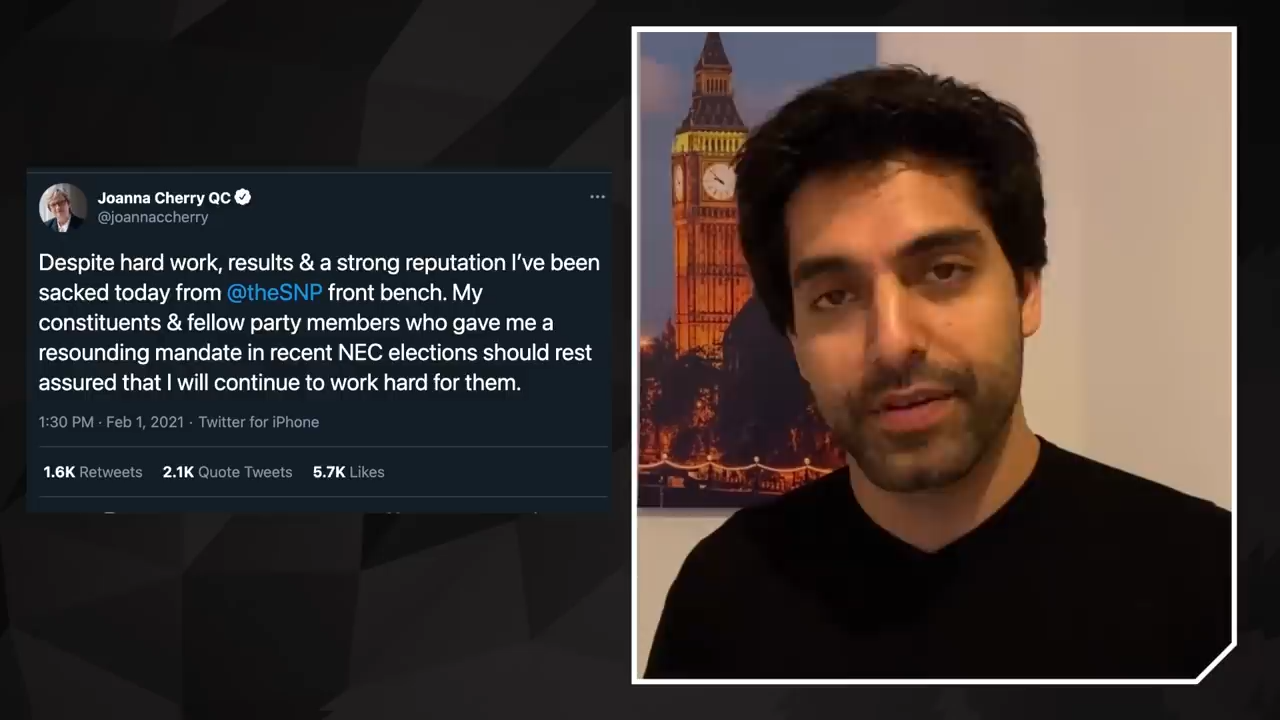 Joanna Cherry QC
@joannaccherry
Despite hard work, results & a strong reputation I've been
sacked today from @theSNP front bench. My
constituents & fellow party members who gave me a
resounding mandate in recent NEC elections should rest
assured that I will continue to work hard for them.
1:30 PM · Feb 1, 2021 · Twitter for iPhone
1.6K Retweets 2.1K Quote Tweets 5.7K Likes